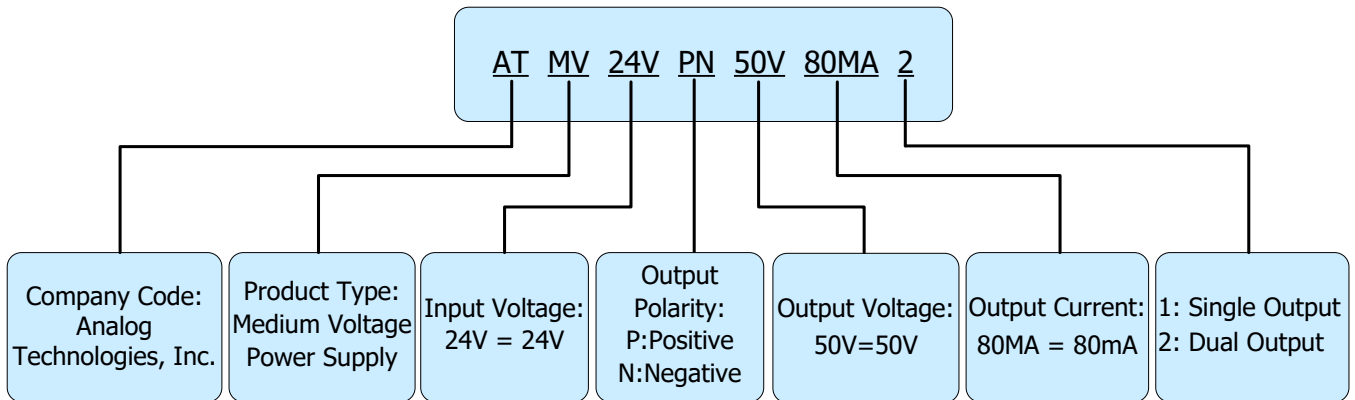 AT MV 24V PN 50V 80MA 2
Company Code:
Analog
Technologies, Inc.
Product Type:
Medium Voltage
Power Supply
Input Voltage:
24V = 24V
Output
Polarity:
P:Positive
N:Negative
Output Voltage:
50V=50V
Output Current:
80MA = 80mA
1: Single Output
2: Dual Output